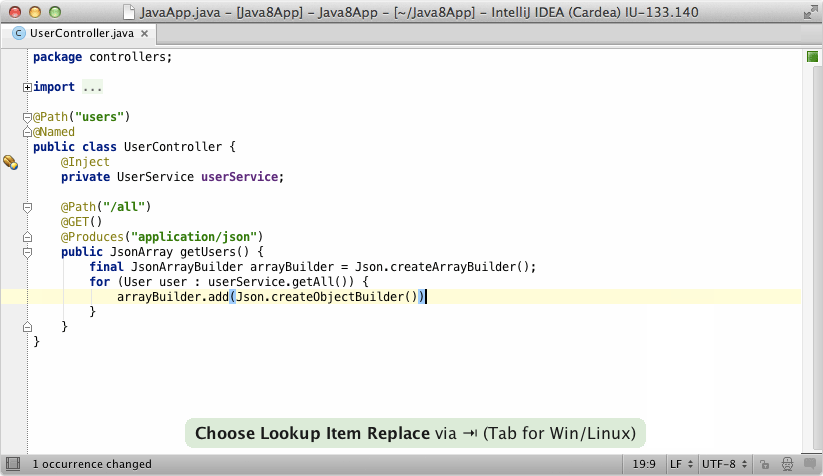 JavaApp.java – [Java8App] – Java8App – [~/Java8App] – IntelliJ IDEA (Cardea) IU-133.140
UserController.java
package controllers;
import ...
@Path("users")
@Named
public class UserController {
@Inject
private UserService userService;
@Path("/all")
@GET()
@Produces("application/json")
public JsonArray getUsers() {
final JsonArrayBuilder arrayBuilder = Json.createArrayBuilder();
for (User user : userService.getAll()) {
arrayBuilder.add(Json.createObjectBuilder())
}
}
}
Choose Lookup Item Replace via ⇥ (Tab for Win/Linux)
1 occurrence changed 19:9 LF UTF-8